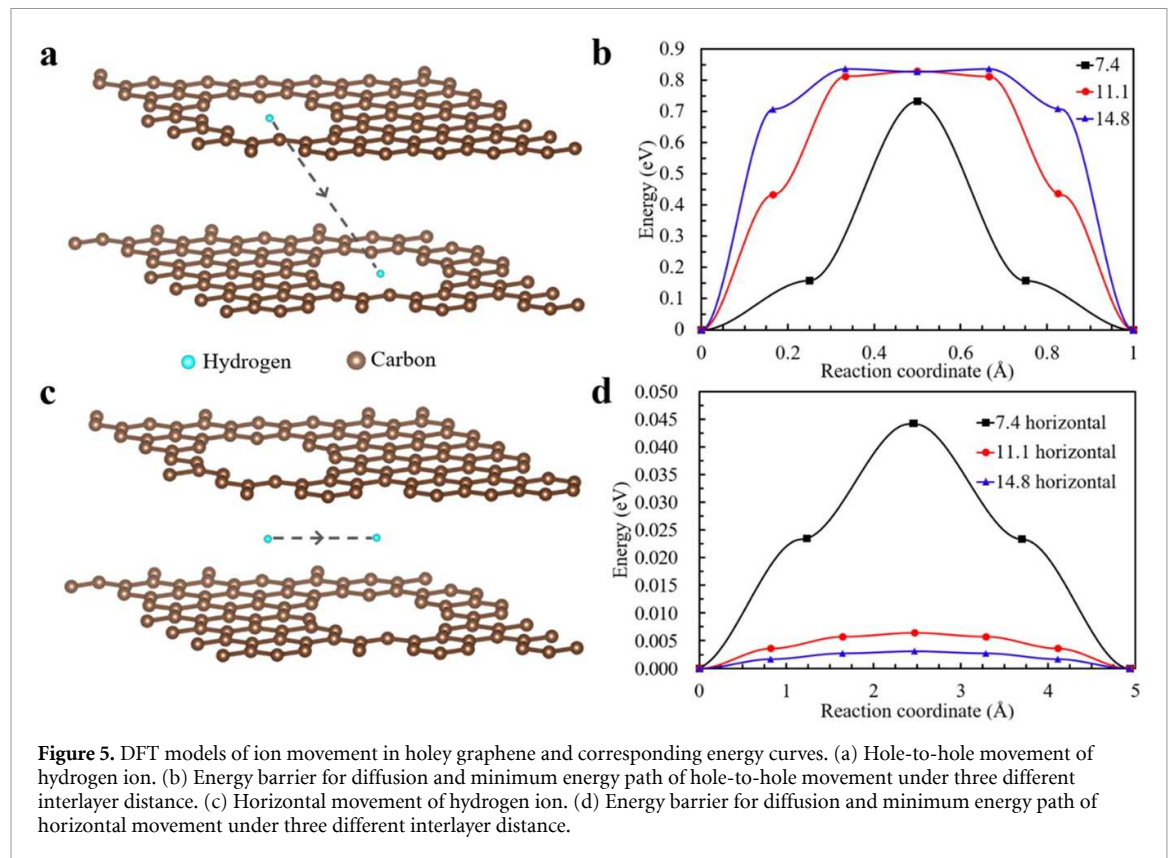 a
b
0.9
0.8
0.7
0.6
0.5
0.4
0.3
0.2
0.1
0
Energy (eV)
7.4
11.1
14.8
0 0.2 0.4 0.6 0.8 1
Reaction coordinate (Å)
Hydrogen Carbon
c
d
0.050
0.045
0.040
0.035
0.030
0.025
0.020
0.015
0.010
0.005
0.000
Energy (eV)
7.4 horizontal
11.1 horizontal
14.8 horizontal
0 1 2 3 4 5
Reaction coordinate (Å)
Figure 5. DFT models of ion movement in holey graphene and corresponding energy curves. (a) Hole-to-hole movement of
hydrogen ion. (b) Energy barrier for diffusion and minimum energy path of hole-to-hole movement under three different
interlayer distance. (c) Horizontal movement of hydrogen ion. (d) Energy barrier for diffusion and minimum energy path of
horizontal movement under three different interlayer distance.